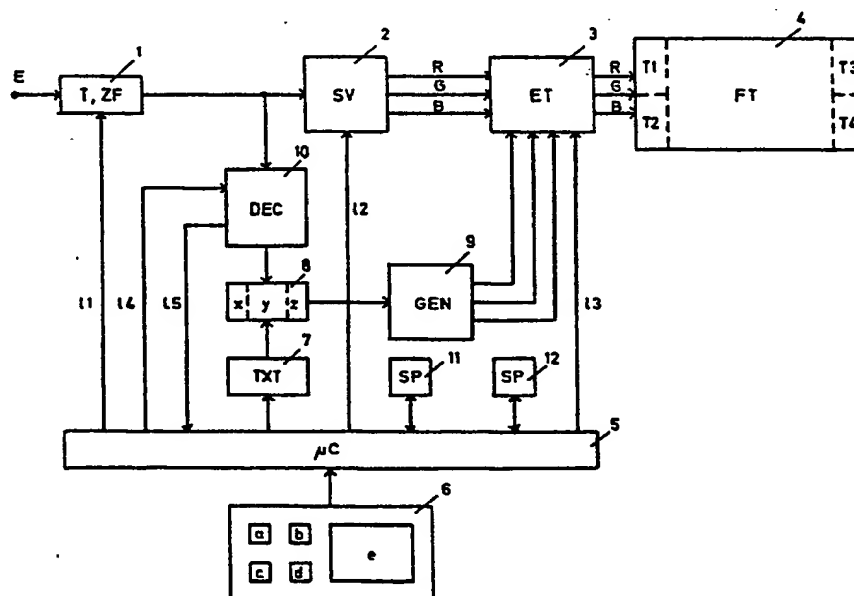 1
2
3
4
E
T, ZF
SV
R
G
B
ET
R
G
B
T1
T2
FT
T3
T4
10
DEC
l1
l4
l5
l2
l3
8
x y z
9
GEN
7
TXT
11
SP
12
SP
5
μC
6
a b
c d
e